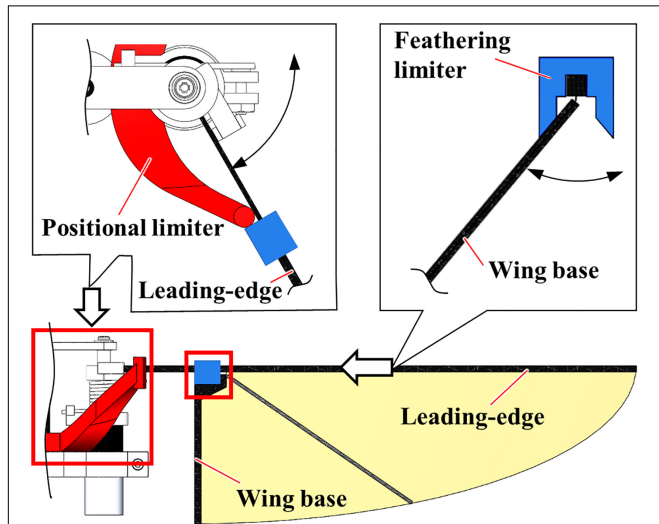 Feathering
limiter
Positional limiter
Leading-edge
Wing base
Leading-edge
Wing base